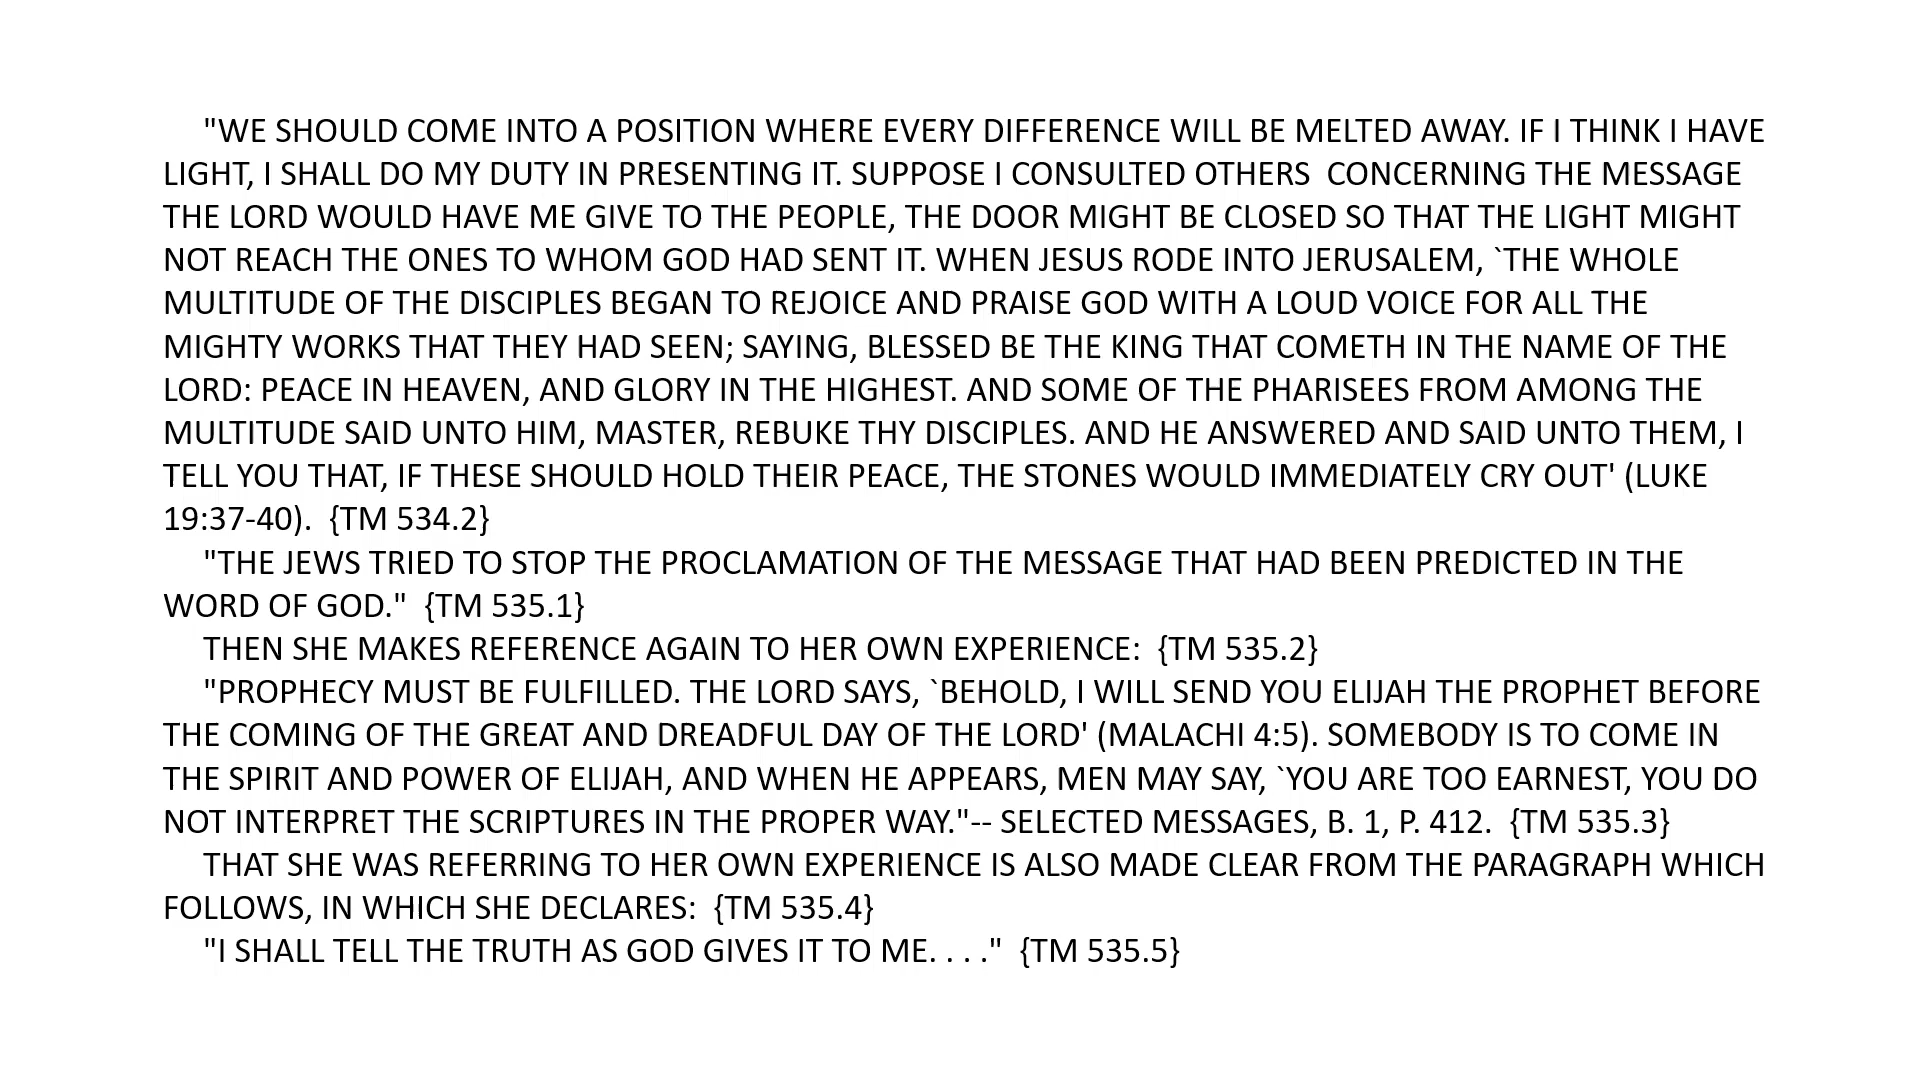 "WE SHOULD COME INTO A POSITION WHERE EVERY DIFFERENCE WILL BE MELTED AWAY. IF I THINK I HAVE
LIGHT, I SHALL DO MY DUTY IN PRESENTING IT. SUPPOSE I CONSULTED OTHERS  CONCERNING THE MESSAGE
THE LORD WOULD HAVE ME GIVE TO THE PEOPLE, THE DOOR MIGHT BE CLOSED SO THAT THE LIGHT MIGHT
NOT REACH THE ONES TO WHOM GOD HAD SENT IT. WHEN JESUS RODE INTO JERUSALEM, `THE WHOLE
MULTITUDE OF THE DISCIPLES BEGAN TO REJOICE AND PRAISE GOD WITH A LOUD VOICE FOR ALL THE
MIGHTY WORKS THAT THEY HAD SEEN; SAYING, BLESSED BE THE KING THAT COMETH IN THE NAME OF THE
LORD: PEACE IN HEAVEN, AND GLORY IN THE HIGHEST. AND SOME OF THE PHARISEES FROM AMONG THE
MULTITUDE SAID UNTO HIM, MASTER, REBUKE THY DISCIPLES. AND HE ANSWERED AND SAID UNTO THEM, I
TELL YOU THAT, IF THESE SHOULD HOLD THEIR PEACE, THE STONES WOULD IMMEDIATELY CRY OUT' (LUKE
19:37-40).  {TM 534.2}
"THE JEWS TRIED TO STOP THE PROCLAMATION OF THE MESSAGE THAT HAD BEEN PREDICTED IN THE
WORD OF GOD."  {TM 535.1}
THEN SHE MAKES REFERENCE AGAIN TO HER OWN EXPERIENCE:  {TM 535.2}
"PROPHECY MUST BE FULFILLED. THE LORD SAYS, `BEHOLD, I WILL SEND YOU ELIJAH THE PROPHET BEFORE
THE COMING OF THE GREAT AND DREADFUL DAY OF THE LORD' (MALACHI 4:5). SOMEBODY IS TO COME IN
THE SPIRIT AND POWER OF ELIJAH, AND WHEN HE APPEARS, MEN MAY SAY, `YOU ARE TOO EARNEST, YOU DO
NOT INTERPRET THE SCRIPTURES IN THE PROPER WAY."-- SELECTED MESSAGES, B. 1, P. 412.  {TM 535.3}
THAT SHE WAS REFERRING TO HER OWN EXPERIENCE IS ALSO MADE CLEAR FROM THE PARAGRAPH WHICH
FOLLOWS, IN WHICH SHE DECLARES:  {TM 535.4}
"I SHALL TELL THE TRUTH AS GOD GIVES IT TO ME. . . ."  {TM 535.5}